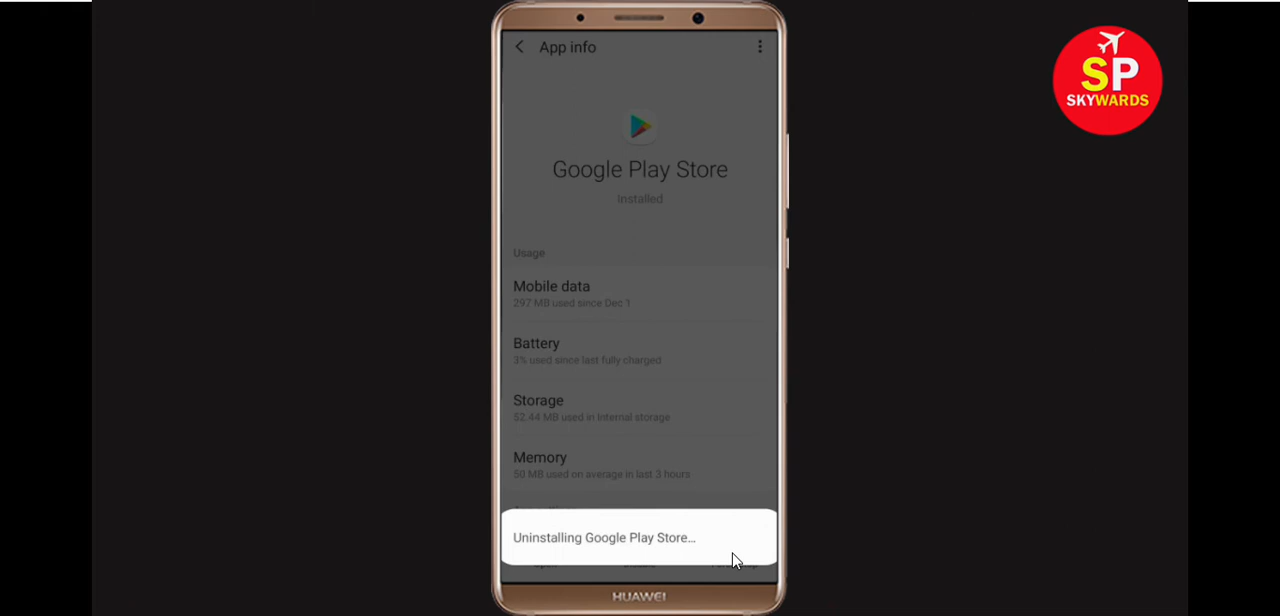 App info
SP
SKYWARDS
Google Play Store
Installed
Usage
Mobile data
297 MB used since Dec 1
Battery
3% used since last fully charged
Storage
52.44 MB used in Internal storage
Memory
50 MB used on average in last 3 hours
Uninstalling Google Play Store...
HUAWEI